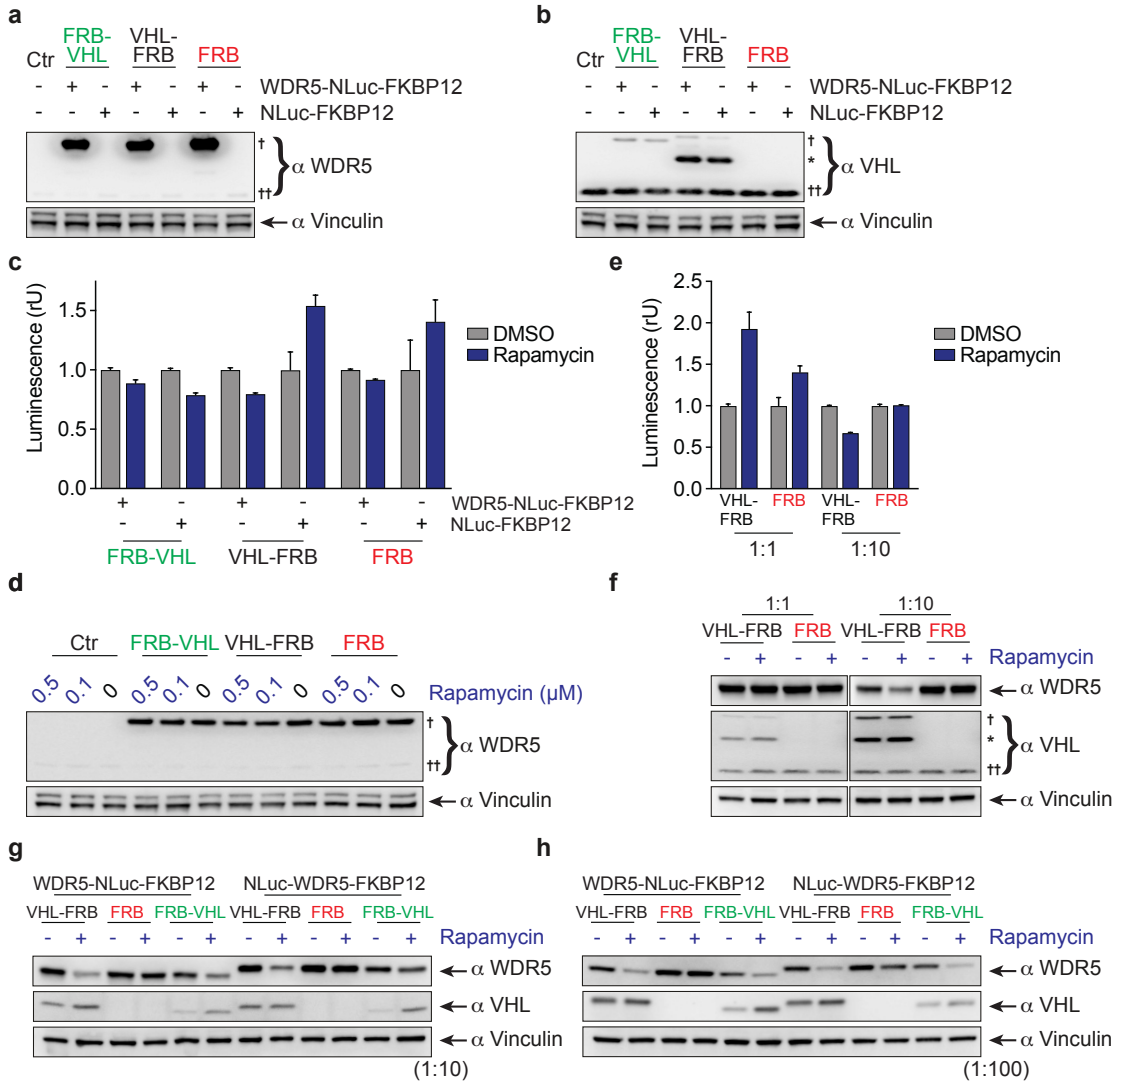 a
Ctr FRB-VHL VHL-FRB FRB
- + - + - + - WDR5-NLuc-FKBP12
- - + - + - + NLuc-FKBP12
†
α WDR5
††
α Vinculin
b
Ctr FRB-VHL VHL-FRB FRB
- + - + - + - WDR5-NLuc-FKBP12
- - + - + - + NLuc-FKBP12
†
* α VHL
††
α Vinculin
c
Luminescence (rU)
1.5
1.0
0.5
0.0
DMSO
Rapamycin
+ - + - + - WDR5-NLuc-FKBP12
- + - + - + NLuc-FKBP12
FRB-VHL VHL-FRB FRB
e
Luminescence (rU)
2.5
2.0
1.5
1.0
0.5
0.0
DMSO
Rapamycin
VHL-FRB FRB VHL-FRB FRB
1:1 1:10
d
Ctr FRB-VHL VHL-FRB FRB
0.5 0.1 0 0.5 0.1 0 0.5 0.1 0 0.5 0.1 0 Rapamycin (µM)
†
α WDR5
††
α Vinculin
f
1:1 1:10
VHL-FRB FRB VHL-FRB FRB
- + - + - + - + Rapamycin
α WDR5
†
* α VHL
††
α Vinculin
g
WDR5-NLuc-FKBP12 NLuc-WDR5-FKBP12
VHL-FRB FRB FRB-VHL VHL-FRB FRB FRB-VHL
- + - + - + - + - + - + Rapamycin
α WDR5
α VHL
α Vinculin
(1:10)
h
WDR5-NLuc-FKBP12 NLuc-WDR5-FKBP12
VHL-FRB FRB FRB-VHL VHL-FRB FRB FRB-VHL
- + - + - + - + - + - + Rapamycin
α WDR5
α VHL
α Vinculin
(1:100)